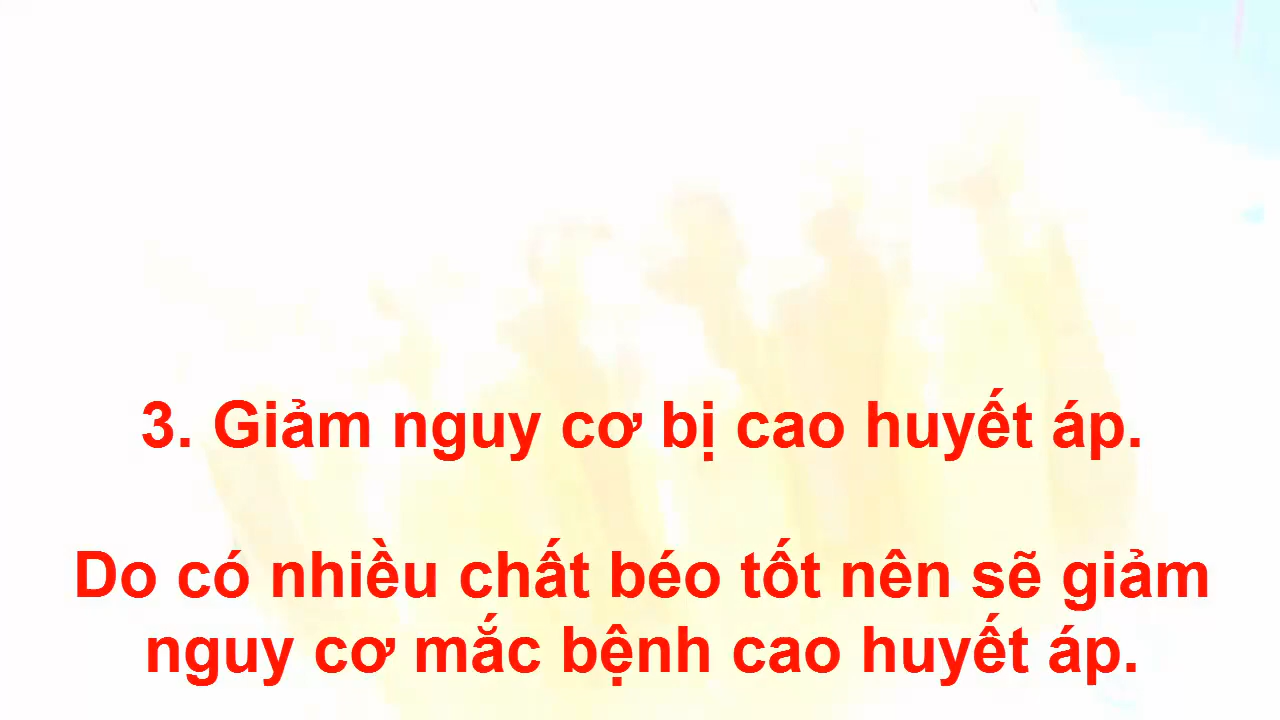 3. Giảm nguy cơ bị cao huyết áp.
Do có nhiều chất béo tốt nên sẽ giảm
nguy cơ mắc bệnh cao huyết áp.